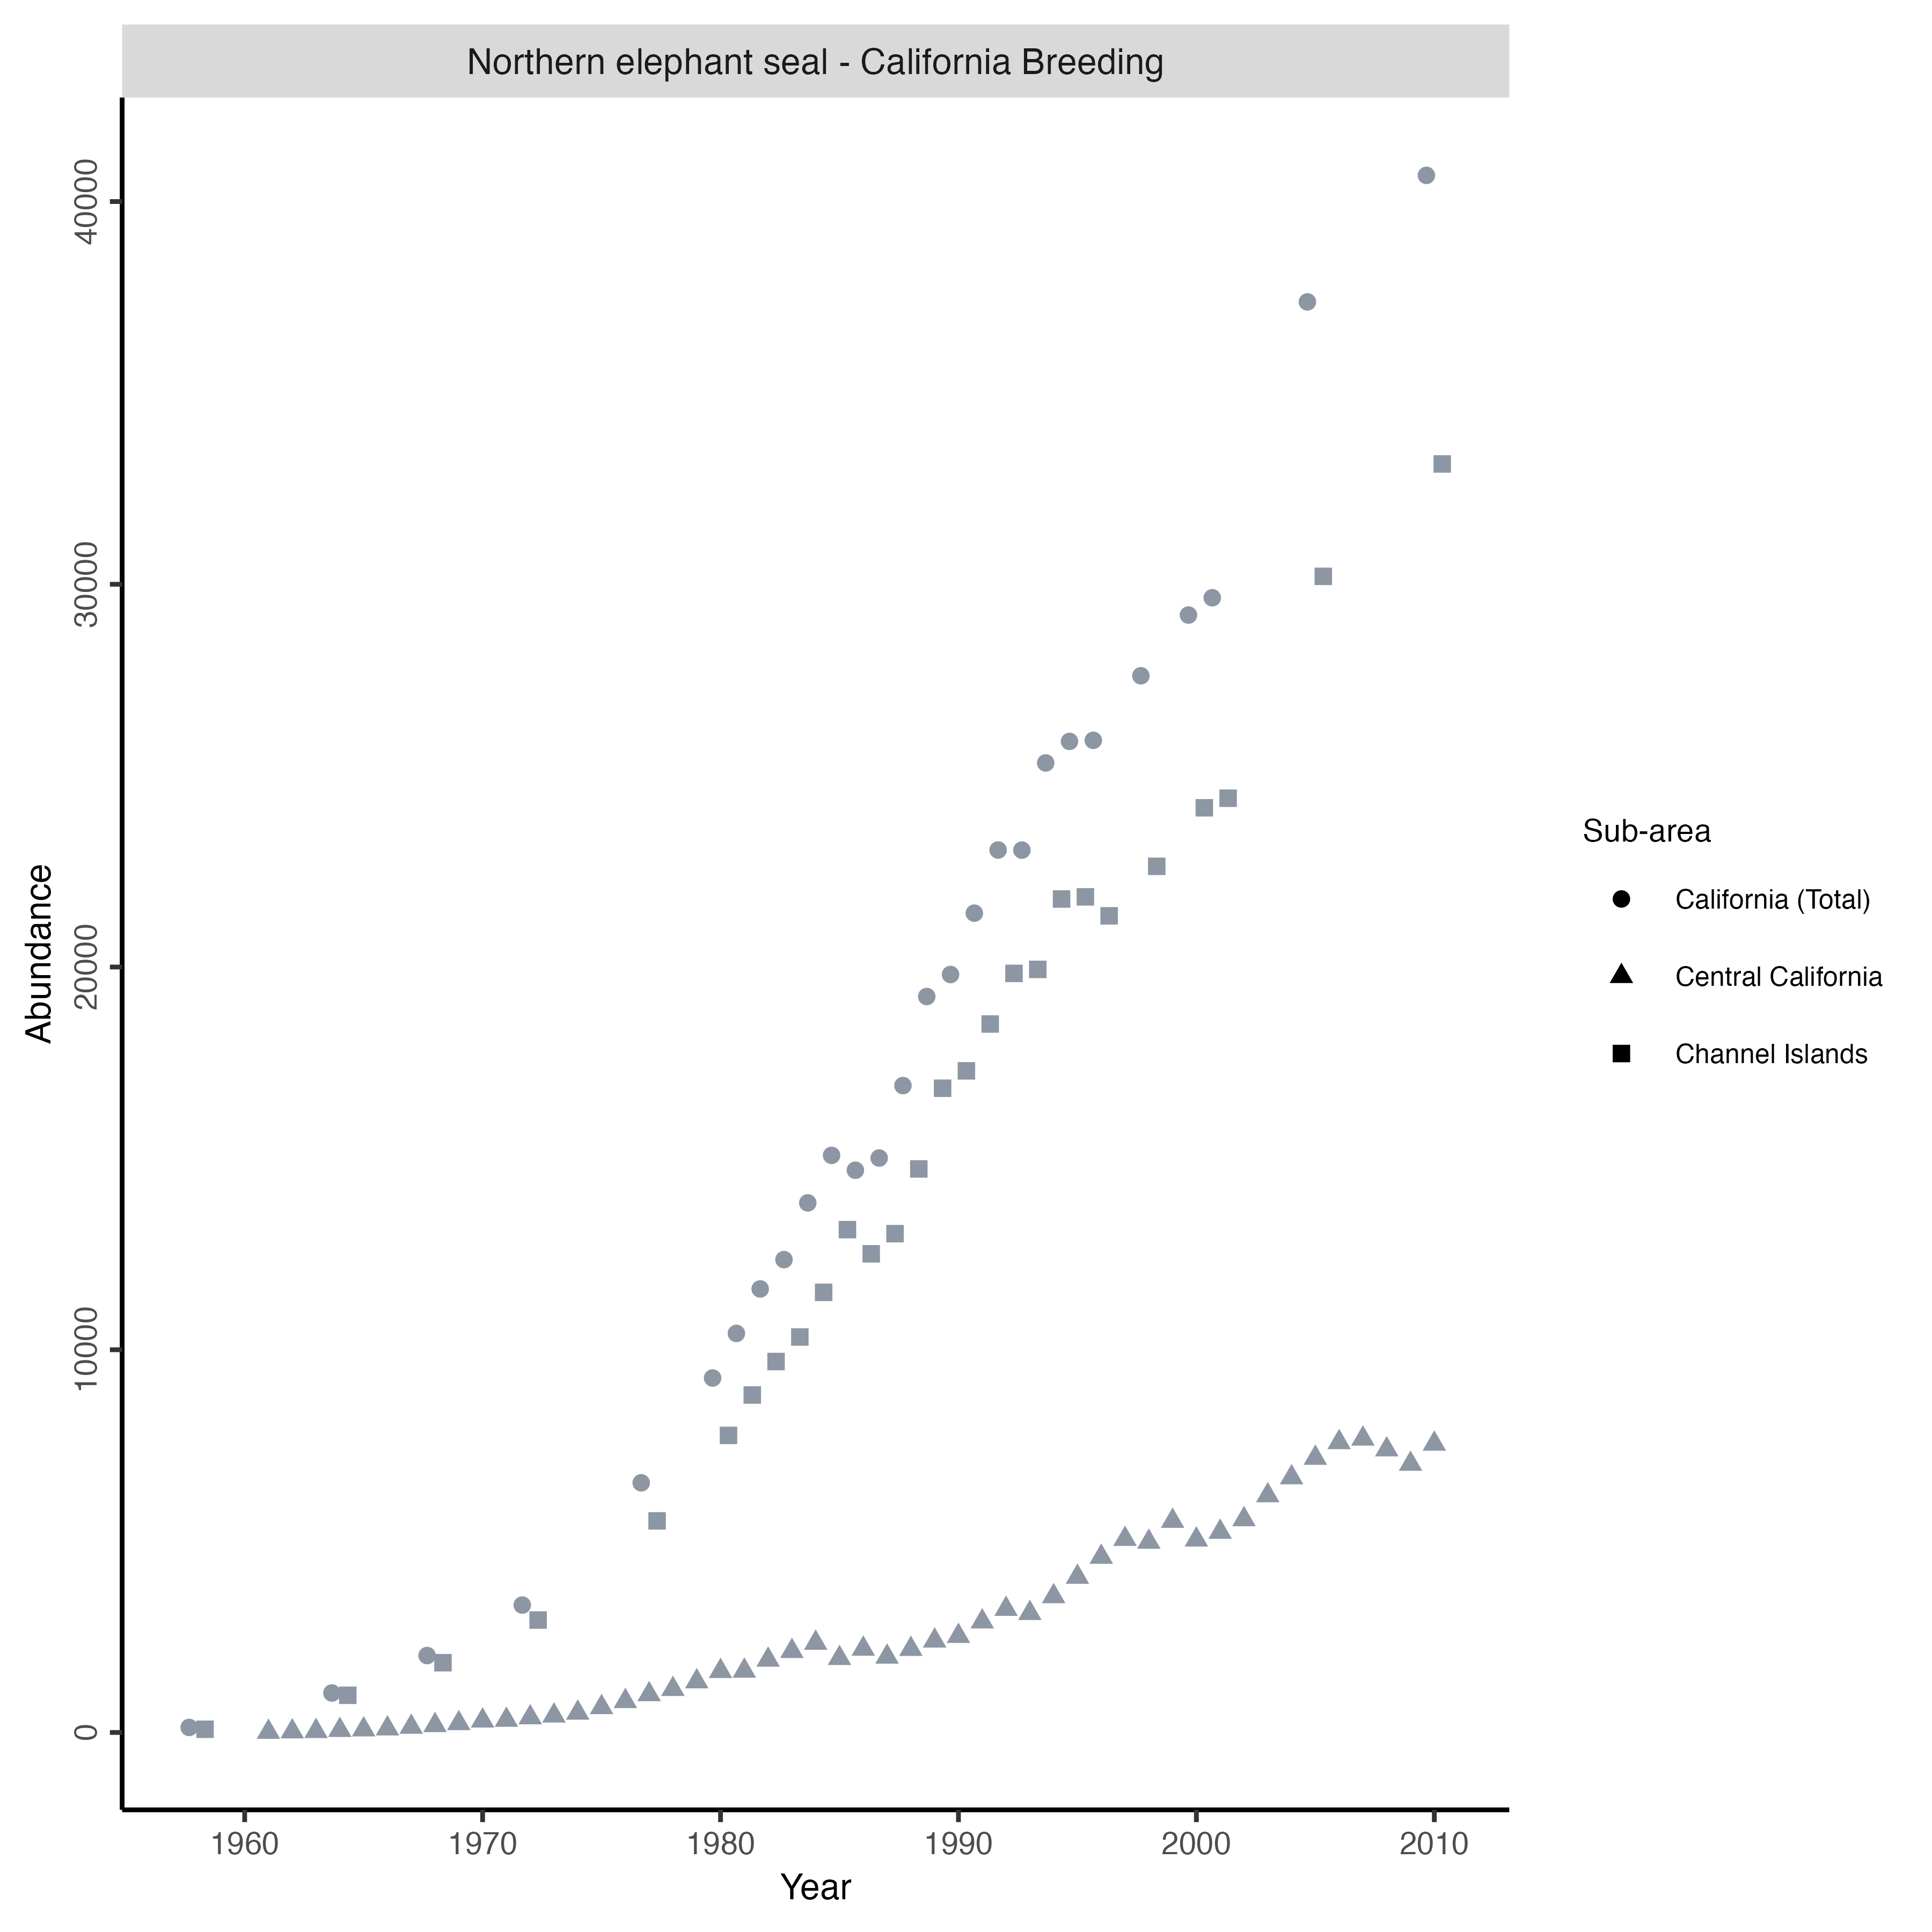 Northern elephant seal - California Breeding
Abundance
40000
30000
20000
10000
0
1960 1970 1980 1990 2000 2010
Year
Sub-area
California (Total)
Central California
Channel Islands